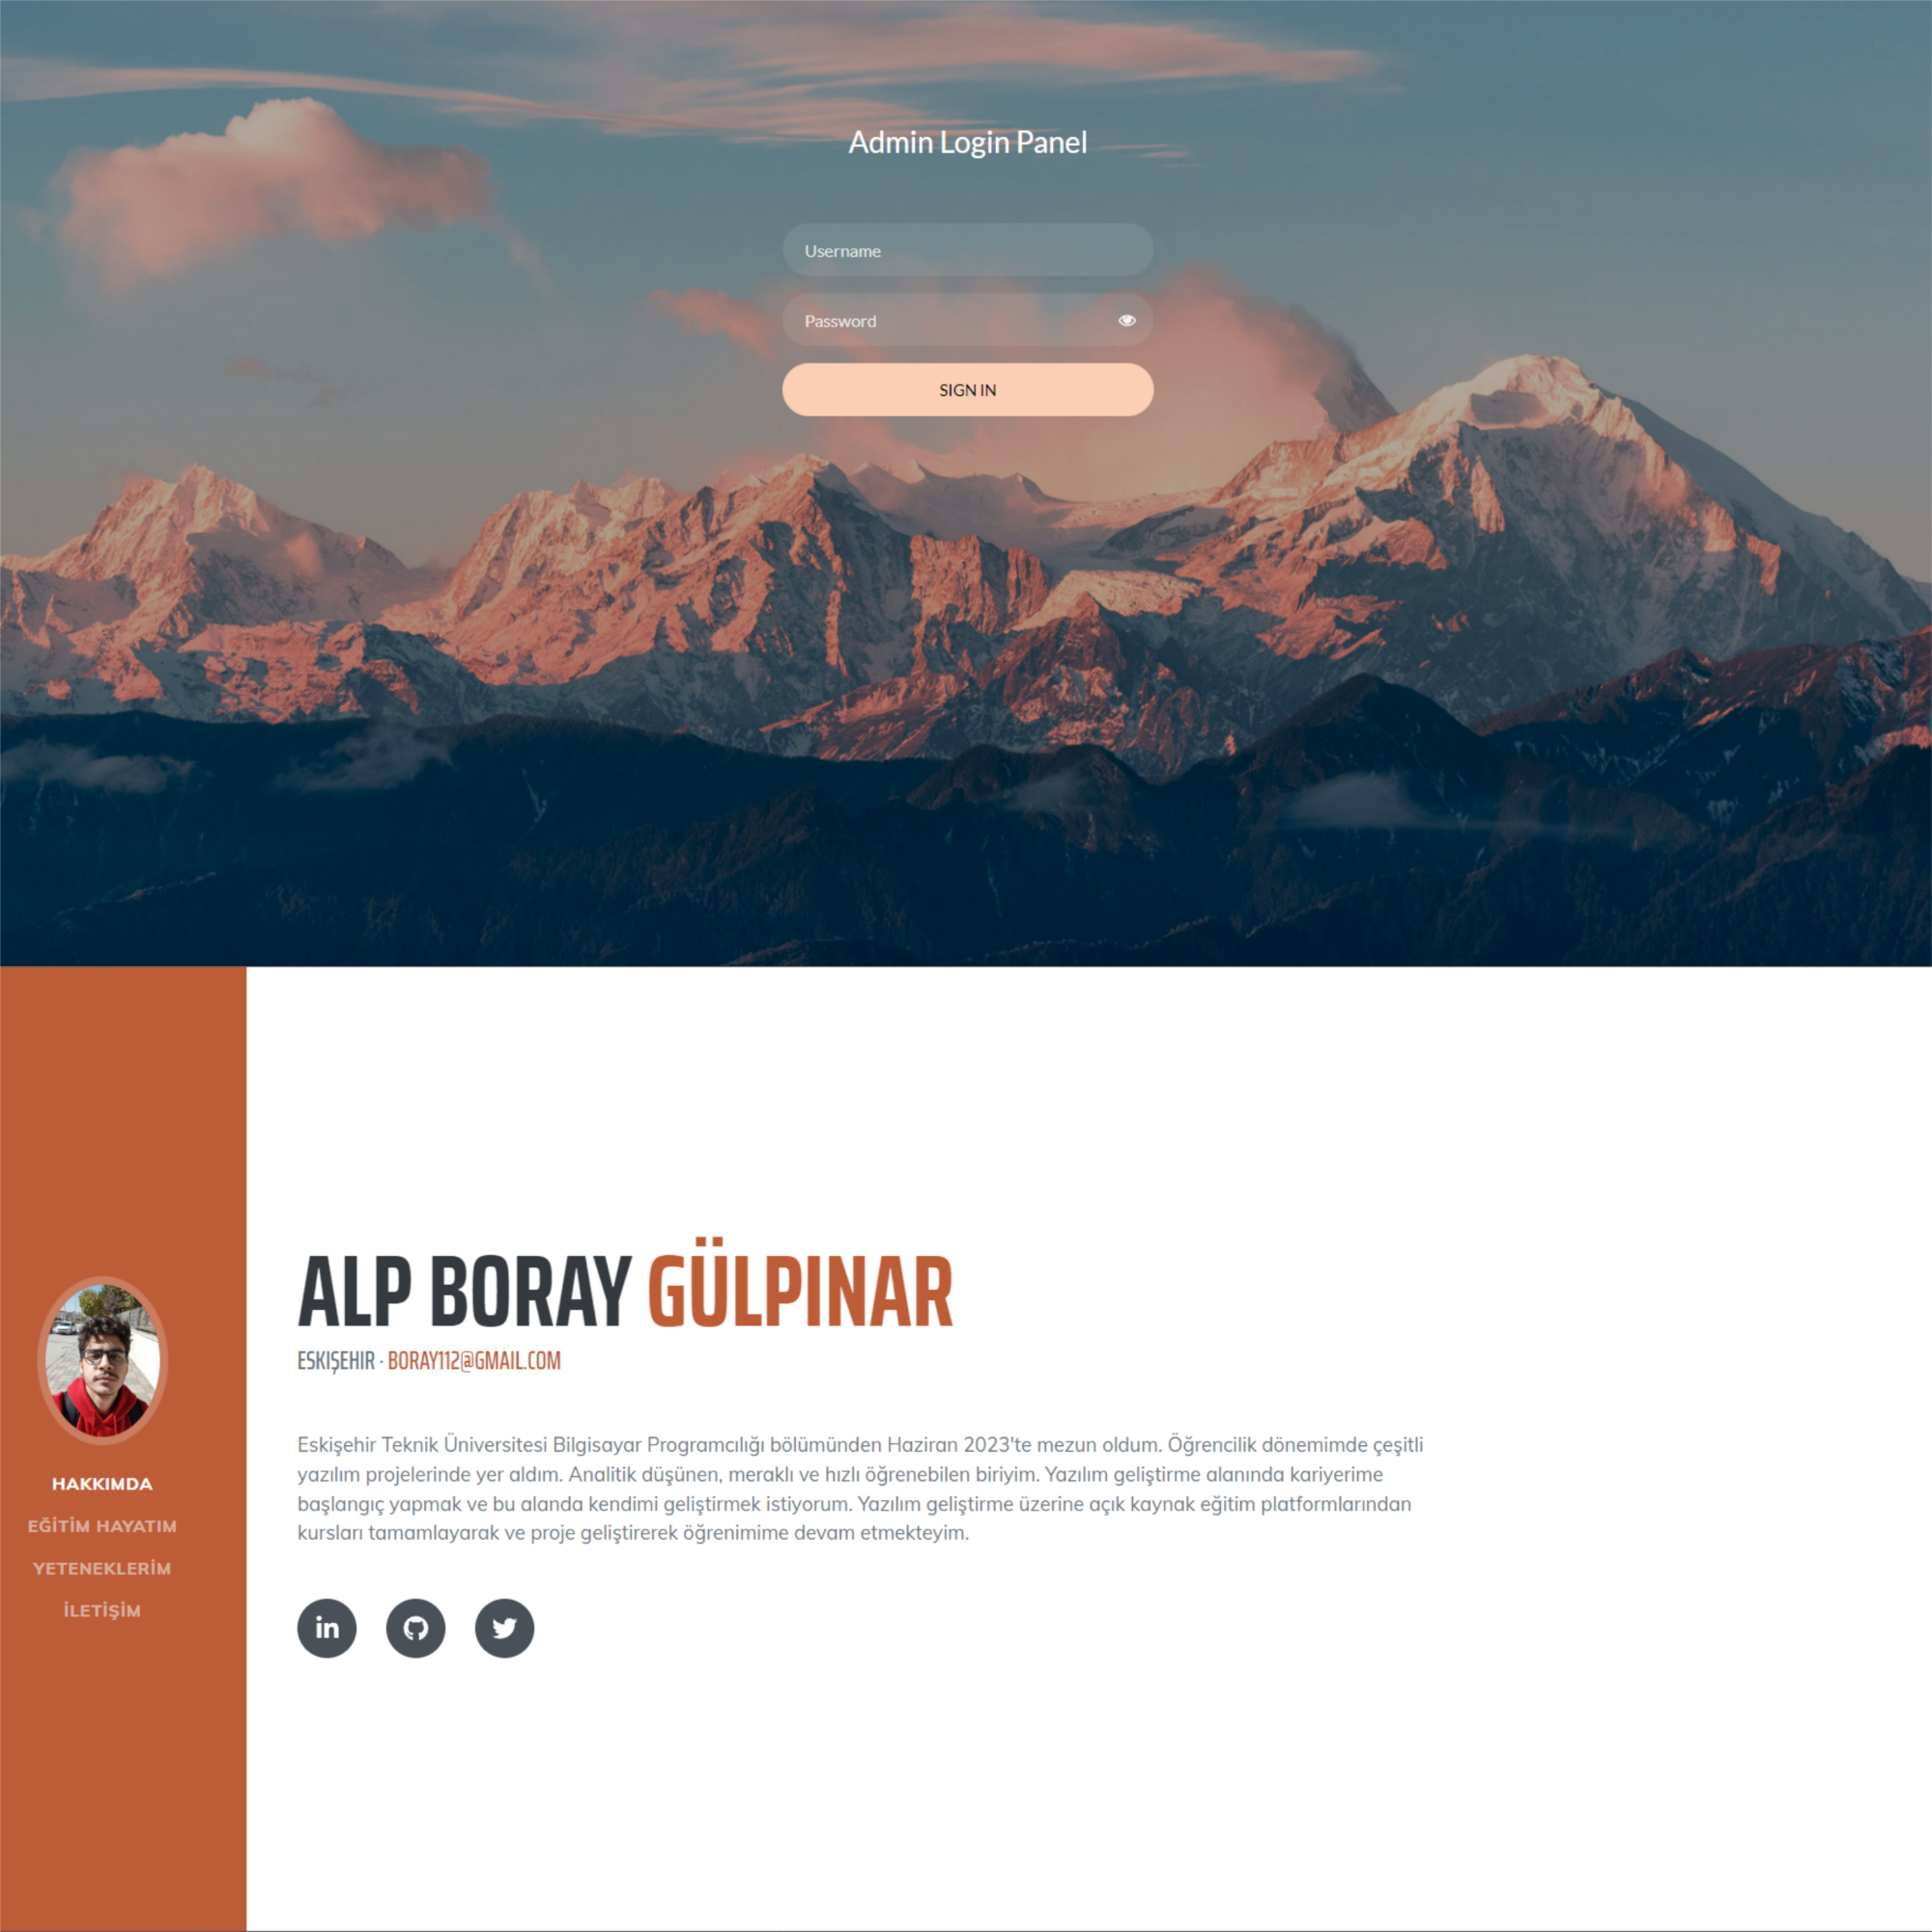 Admin Login Panel
Username
Password
SIGN IN
HAKKIMDA
EĞİTİM HAYATIM
YETENEKLERİM
İLETİŞİM
ALP BORAY GÜLPINAR
ESKIŞEHIR · BORAY112@GMAIL.COM
Eskişehir Teknik Üniversitesi Bilgisayar Programcılığı bölümünden Haziran 2023'te mezun oldum. Öğrencilik dönemimde çeşitli
yazılım projelerinde yer aldım. Analitik düşünen, meraklı ve hızlı öğrenebilen biriyim. Yazılım geliştirme alanında kariyerime
başlangıç yapmak ve bu alanda kendimi geliştirmek istiyorum. Yazılım geliştirme üzerine açık kaynak eğitim platformlarından
kursları tamamlayarak ve proje geliştirerek öğrenimime devam etmekteyim.
in